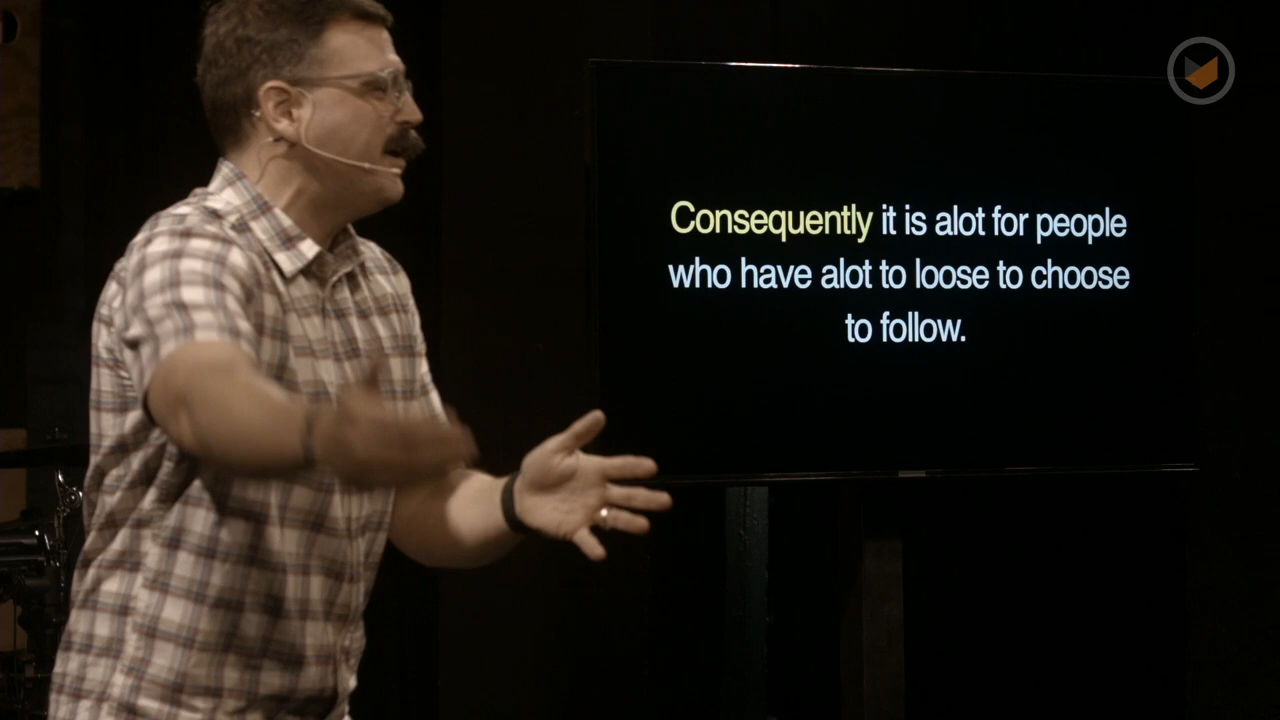 Consequently it is alot for people
who have alot to loose to choose
to follow.